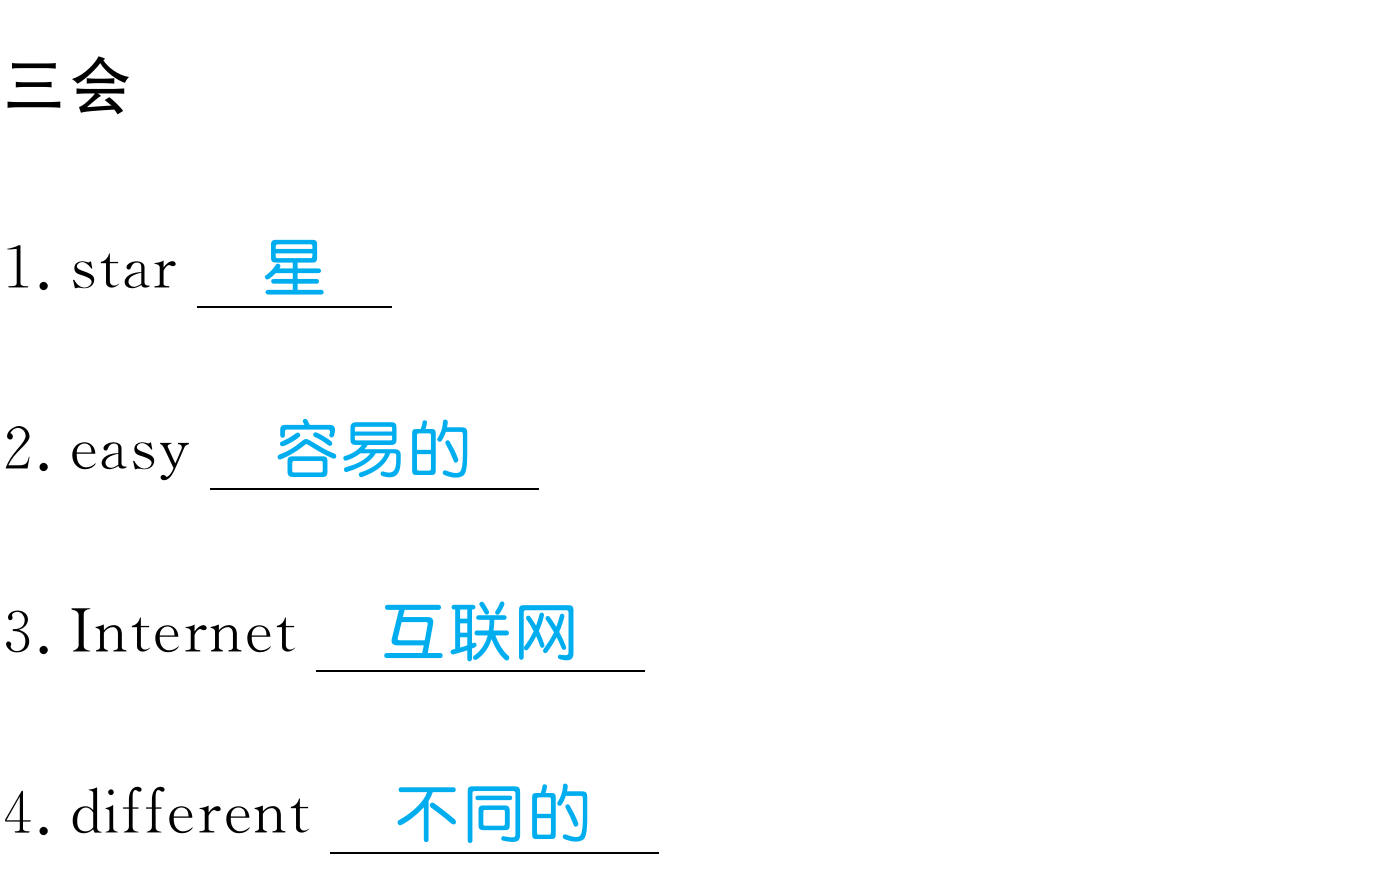 三会
1. star 星
2. easy 容易的
3. Internet 互联网
4. different 不同的